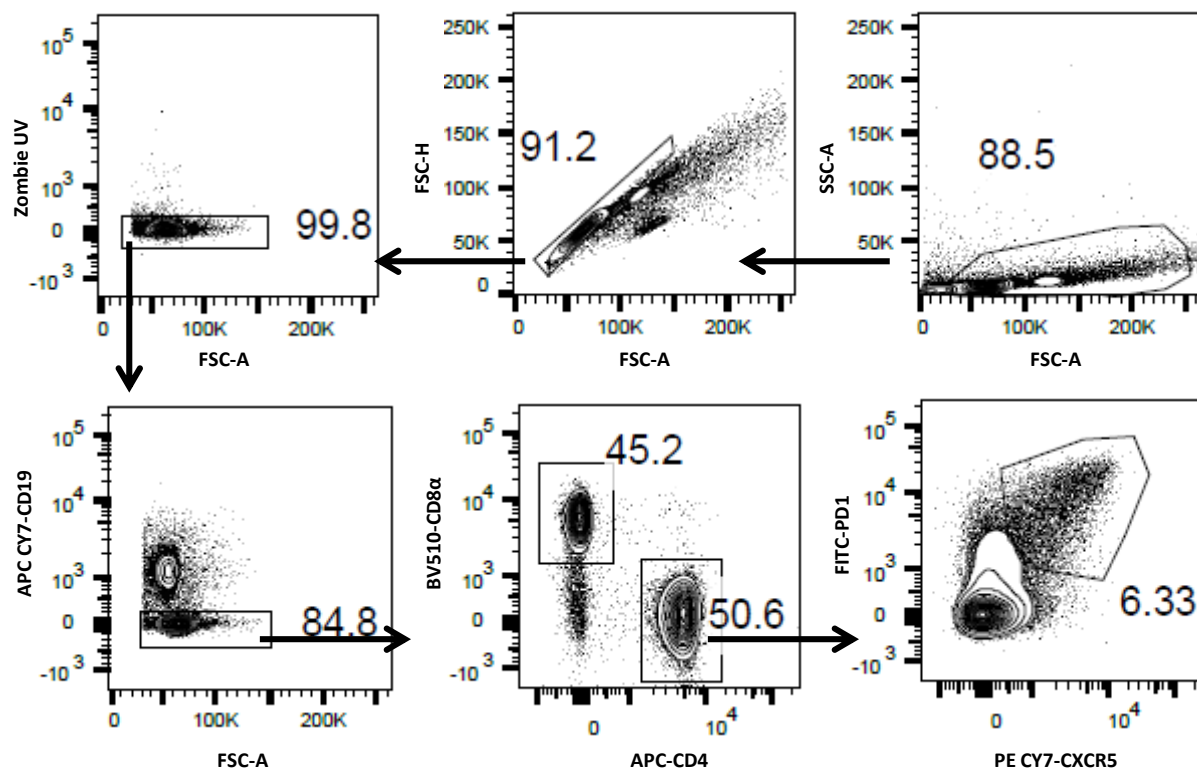 Zombie UV
10^5
10^4
10^3
0
-10^3
99.8
0 100K 200K
FSC-A
FSC-H
250K
200K
150K
100K
50K
0
91.2
0 100K 200K
FSC-A
SSC-A
250K
200K
150K
100K
50K
0
88.5
0 100K 200K
FSC-A
APC CY7-CD19
10^5
10^4
10^3
0
-10^3
84.8
0 100K 200K
FSC-A
BV510-CD8α
10^5
10^4
10^3
0
-10^3
45.2
50.6
0 10^4
APC-CD4
FITC-PD1
10^5
10^4
10^3
0
-10^3
6.33
0 10^4
PE CY7-CXCR5